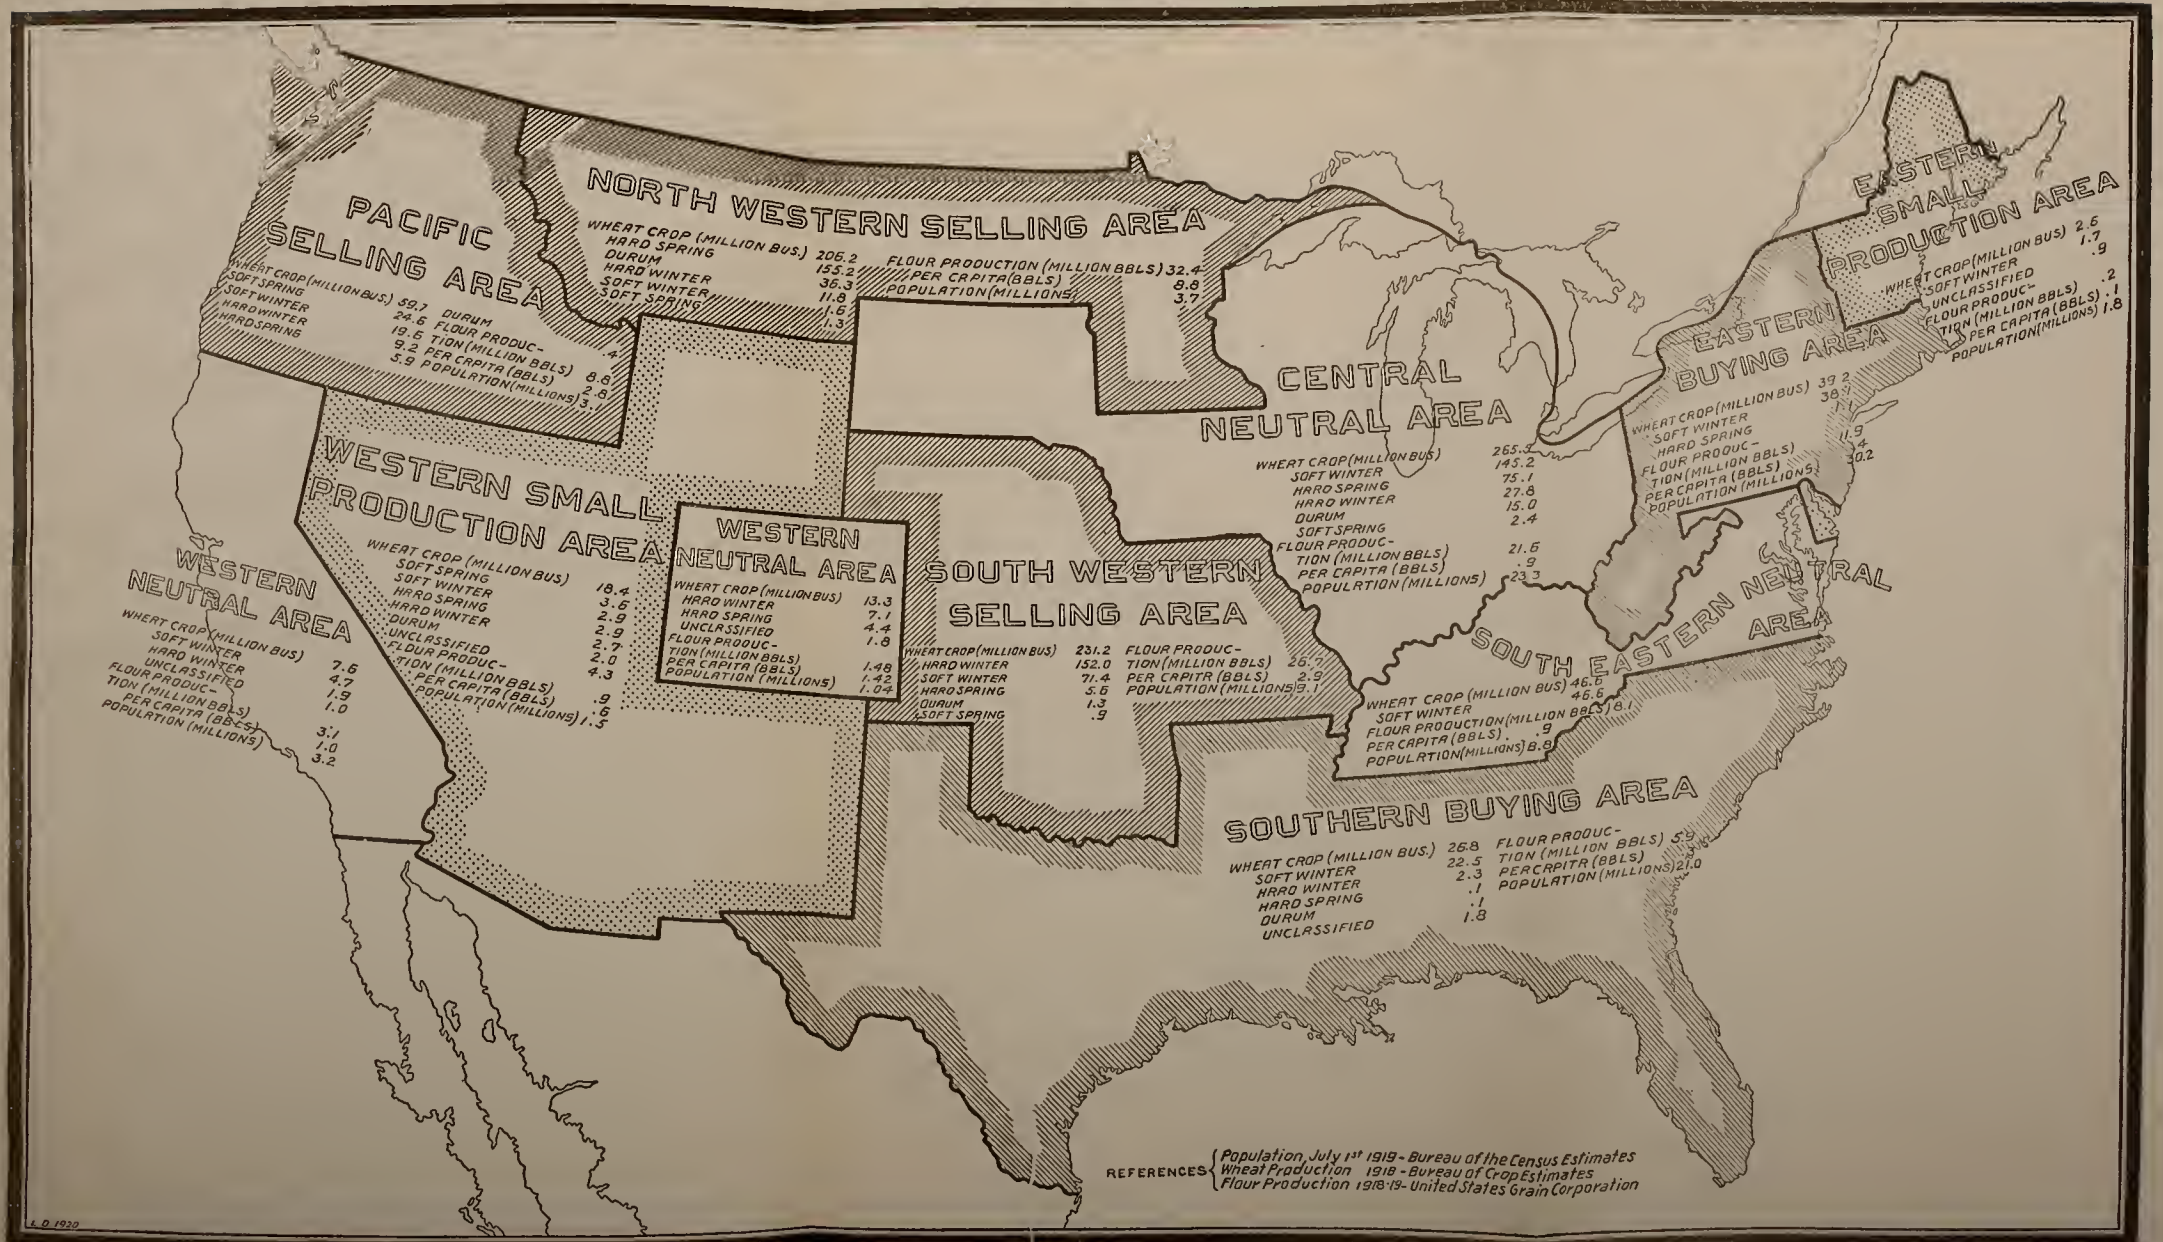 PACIFIC
SELLING AREA
WHEAT CROP (MILLION BUS.) 59.7
SOFT SPRING 24.6
SOFT WINTER 19.6
HARD WINTER 9.2
HARD SPRING 5.9
DURUM .4
FLOUR PRODUC-
TION (MILLION BBLS) 8.8
PER CAPITA (BBLS) 2.8
POPULATION (MILLIONS) 3.1
NORTH WESTERN SELLING AREA
WHEAT CROP (MILLION BUS.) 206.2
HARD SPRING 155.2
DURUM 36.3
HARD WINTER 11.8
SOFT WINTER 1.6
SOFT SPRING 1.3
FLOUR PRODUCTION (MILLION BBLS) 32.4
PER CAPITA (BBLS) 8.8
POPULATION (MILLIONS) 3.7
EASTERN
SMALL
PRODUCTION AREA
WHEAT CROP (MILLION BUS) 2.6
SOFT WINTER 1.7
UNCLASSIFIED .9
FLOUR PRODUC-
TION (MILLION BBLS) .2
PER CAPITA (BBLS) .1
POPULATION (MILLIONS) 1.8
EASTERN
BUYING AREA
WHEAT CROP (MILLION BUS) 39.2
SOFT WINTER
HARD SPRING
FLOUR PRODUC-
TION (MILLION BBLS) 11.9
PER CAPITA (BBLS) .4
POPULATION (MILLIONS) 30.2
CENTRAL
NEUTRAL AREA
WHEAT CROP (MILLION BUS)
SOFT WINTER 145.2
HARD SPRING 75.1
HARD WINTER 27.8
DURUM 15.0
SOFT SPRING 2.4
FLOUR PRODUC-
TION (MILLION BBLS) 21.6
PER CAPITA (BBLS) .9
POPULATION (MILLIONS) 23.3
WESTERN SMALL
PRODUCTION AREA
WHEAT CROP (MILLION BUS) 18.4
SOFT SPRING 3.6
SOFT WINTER 2.9
HARD SPRING 2.9
HARD WINTER 2.7
DURUM 2.0
UNCLASSIFIED 4.3
FLOUR PRODUC-
TION (MILLION BBLS) .9
PER CAPITA (BBLS) .6
POPULATION (MILLIONS) 1.5
WESTERN
NEUTRAL AREA
WHEAT CROP (MILLION BUS) 13.3
HARD WINTER 7.1
HARD SPRING 4.4
UNCLASSIFIED 1.8
FLOUR PRODUC-
TION (MILLION BBLS) 1.48
PER CAPITA (BBLS) 1.42
POPULATION (MILLIONS) 1.04
WESTERN
NEUTRAL AREA
WHEAT CROP (MILLION BUS) 7.6
SOFT WINTER 4.7
HARD WINTER 1.9
UNCLASSIFIED 1.0
FLOUR PRODUC-
TION (MILLION BBLS) 3.1
PER CAPITA (BBLS) 1.0
POPULATION (MILLIONS) 3.2
SOUTH WESTERN
SELLING AREA
WHEAT CROP (MILLION BUS) 231.2
HARD WINTER 152.0
SOFT WINTER 71.4
HARD SPRING 5.6
DURUM 1.3
SOFT SPRING .9
FLOUR PRODUC-
TION (MILLION BBLS) 26.7
PER CAPITA (BBLS) 2.9
POPULATION (MILLIONS) 9.1
SOUTH EASTERN NEUTRAL
AREA
WHEAT CROP (MILLION BUS) 46.6
SOFT WINTER 46.6
FLOUR PRODUCTION (MILLION BBLS) 8.1
PER CAPITA (BBLS) .9
POPULATION (MILLIONS) 8.8
SOUTHERN BUYING AREA
WHEAT CROP (MILLION BUS.) 26.8
SOFT WINTER 22.5
HARD WINTER 2.3
HARD SPRING .1
DURUM .1
UNCLASSIFIED 1.8
FLOUR PRODUC-
TION (MILLION BBLS)
PER CAPITA (BBLS)
POPULATION (MILLIONS) 21.0
REFERENCES
Population, July 1st 1919 - Bureau of the Census Estimates
Wheat Production 1918 - Bureau of Crop Estimates
Flour Production 1918-19 - United States Grain Corporation
L.D. 1920